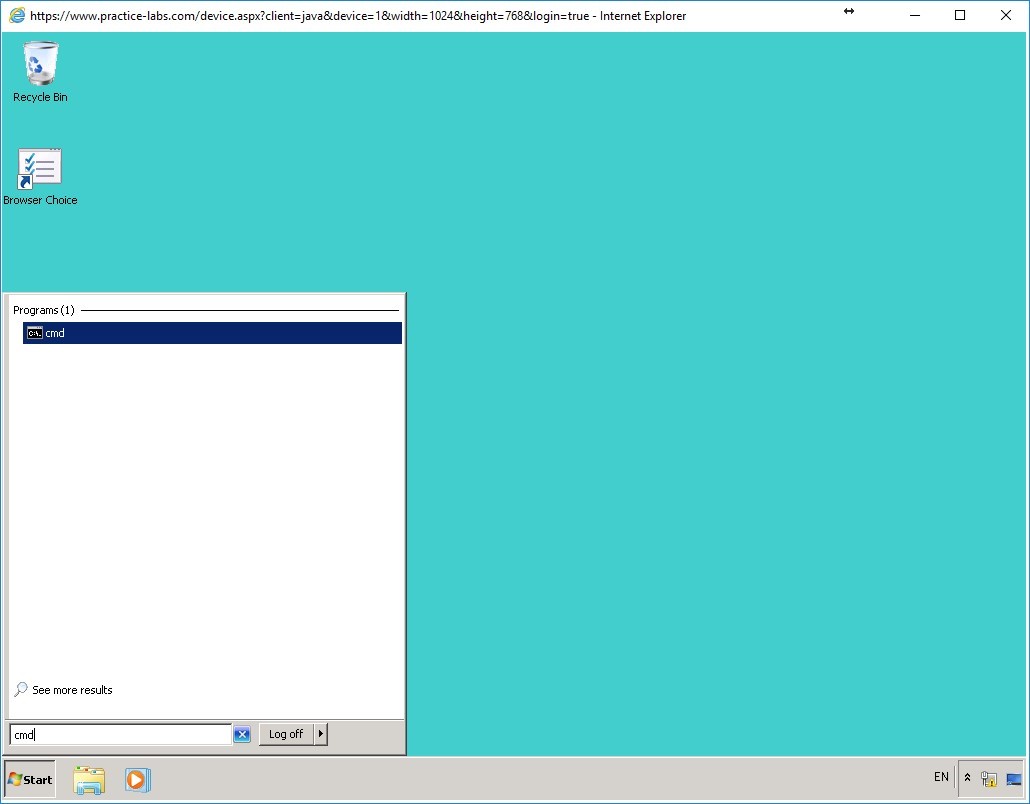 https://www.practice-labs.com/device.aspx?client=java&device=1&width=1024&height=768&login=true - Internet Explorer
Recycle Bin
Browser Choice
Programs (1)
C:\.
cmd
See more results
cmd
Log off
Start
EN